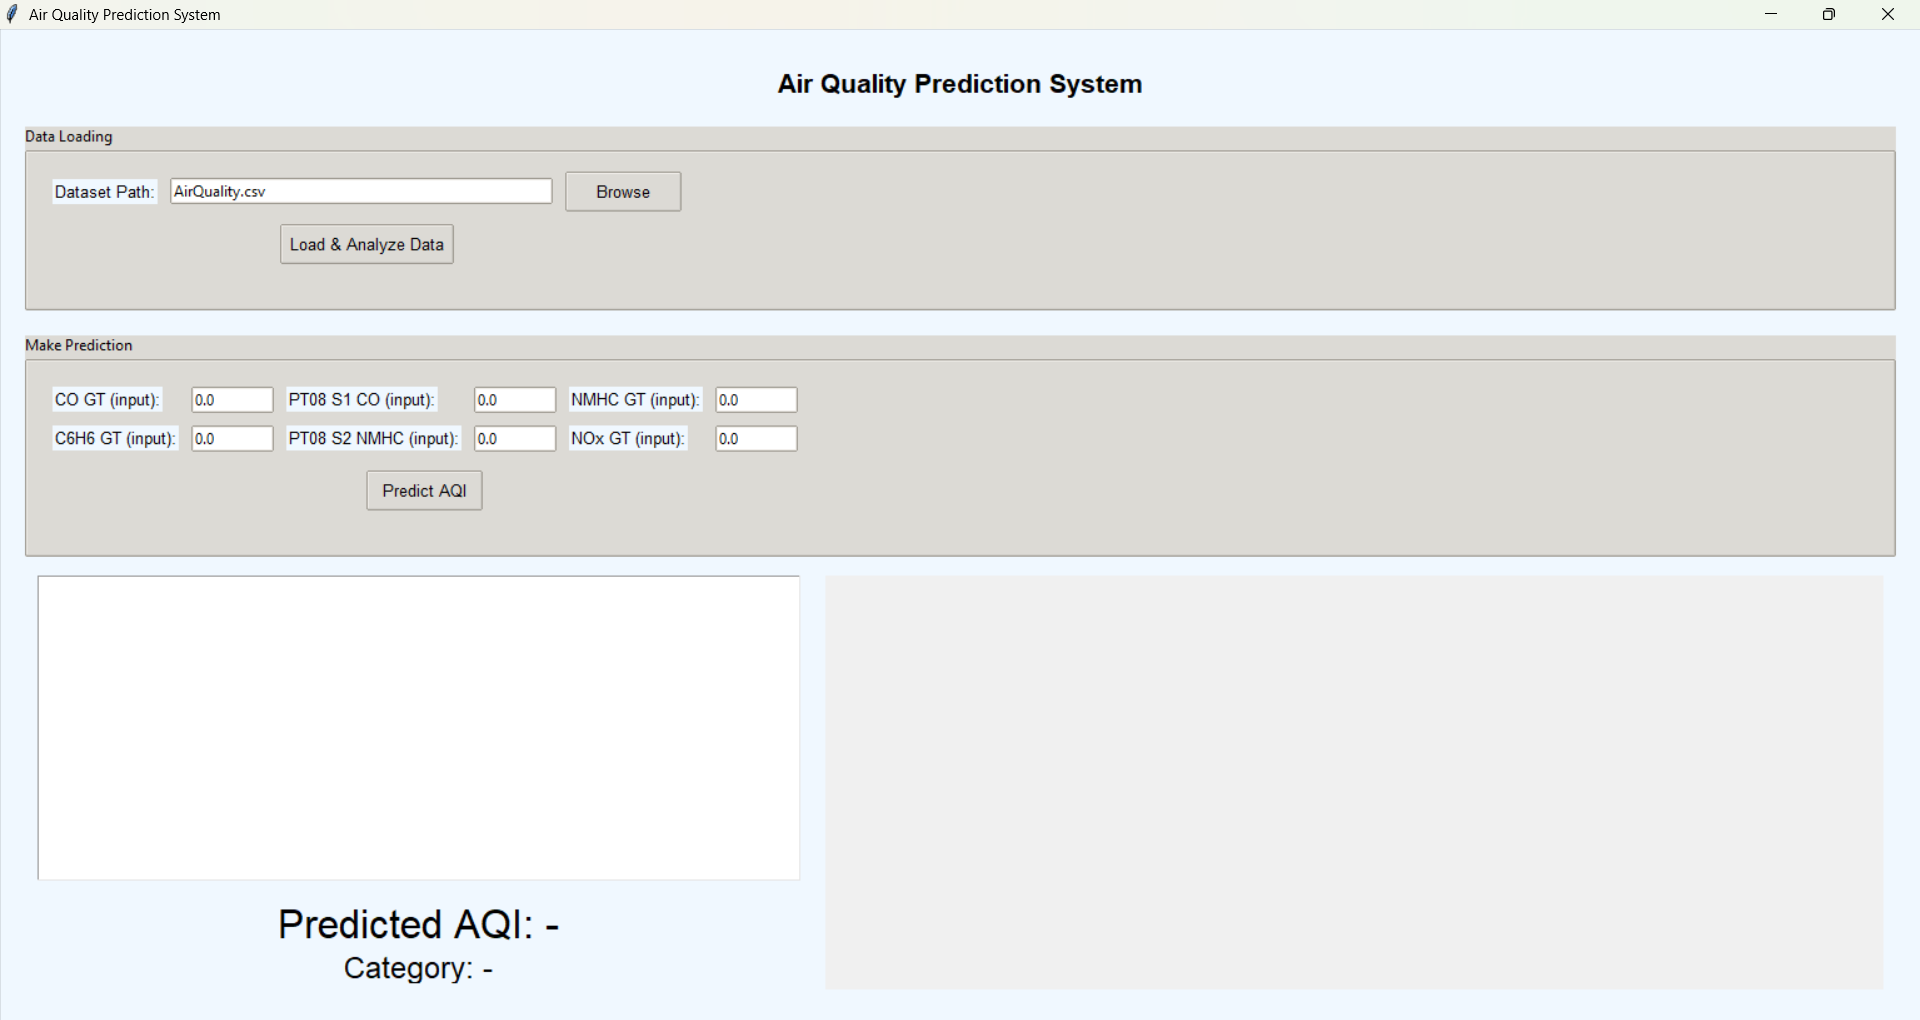 Air Quality Prediction System
Air Quality Prediction System
Data Loading
Dataset Path: AirQuality.csv Browse
Load & Analyze Data
Make Prediction
CO GT (input): 0.0 PT08 S1 CO (input): 0.0 NMHC GT (input): 0.0
C6H6 GT (input): 0.0 PT08 S2 NMHC (input): 0.0 NOx GT (input): 0.0
Predict AQI
Predicted AQI: -
Category: -